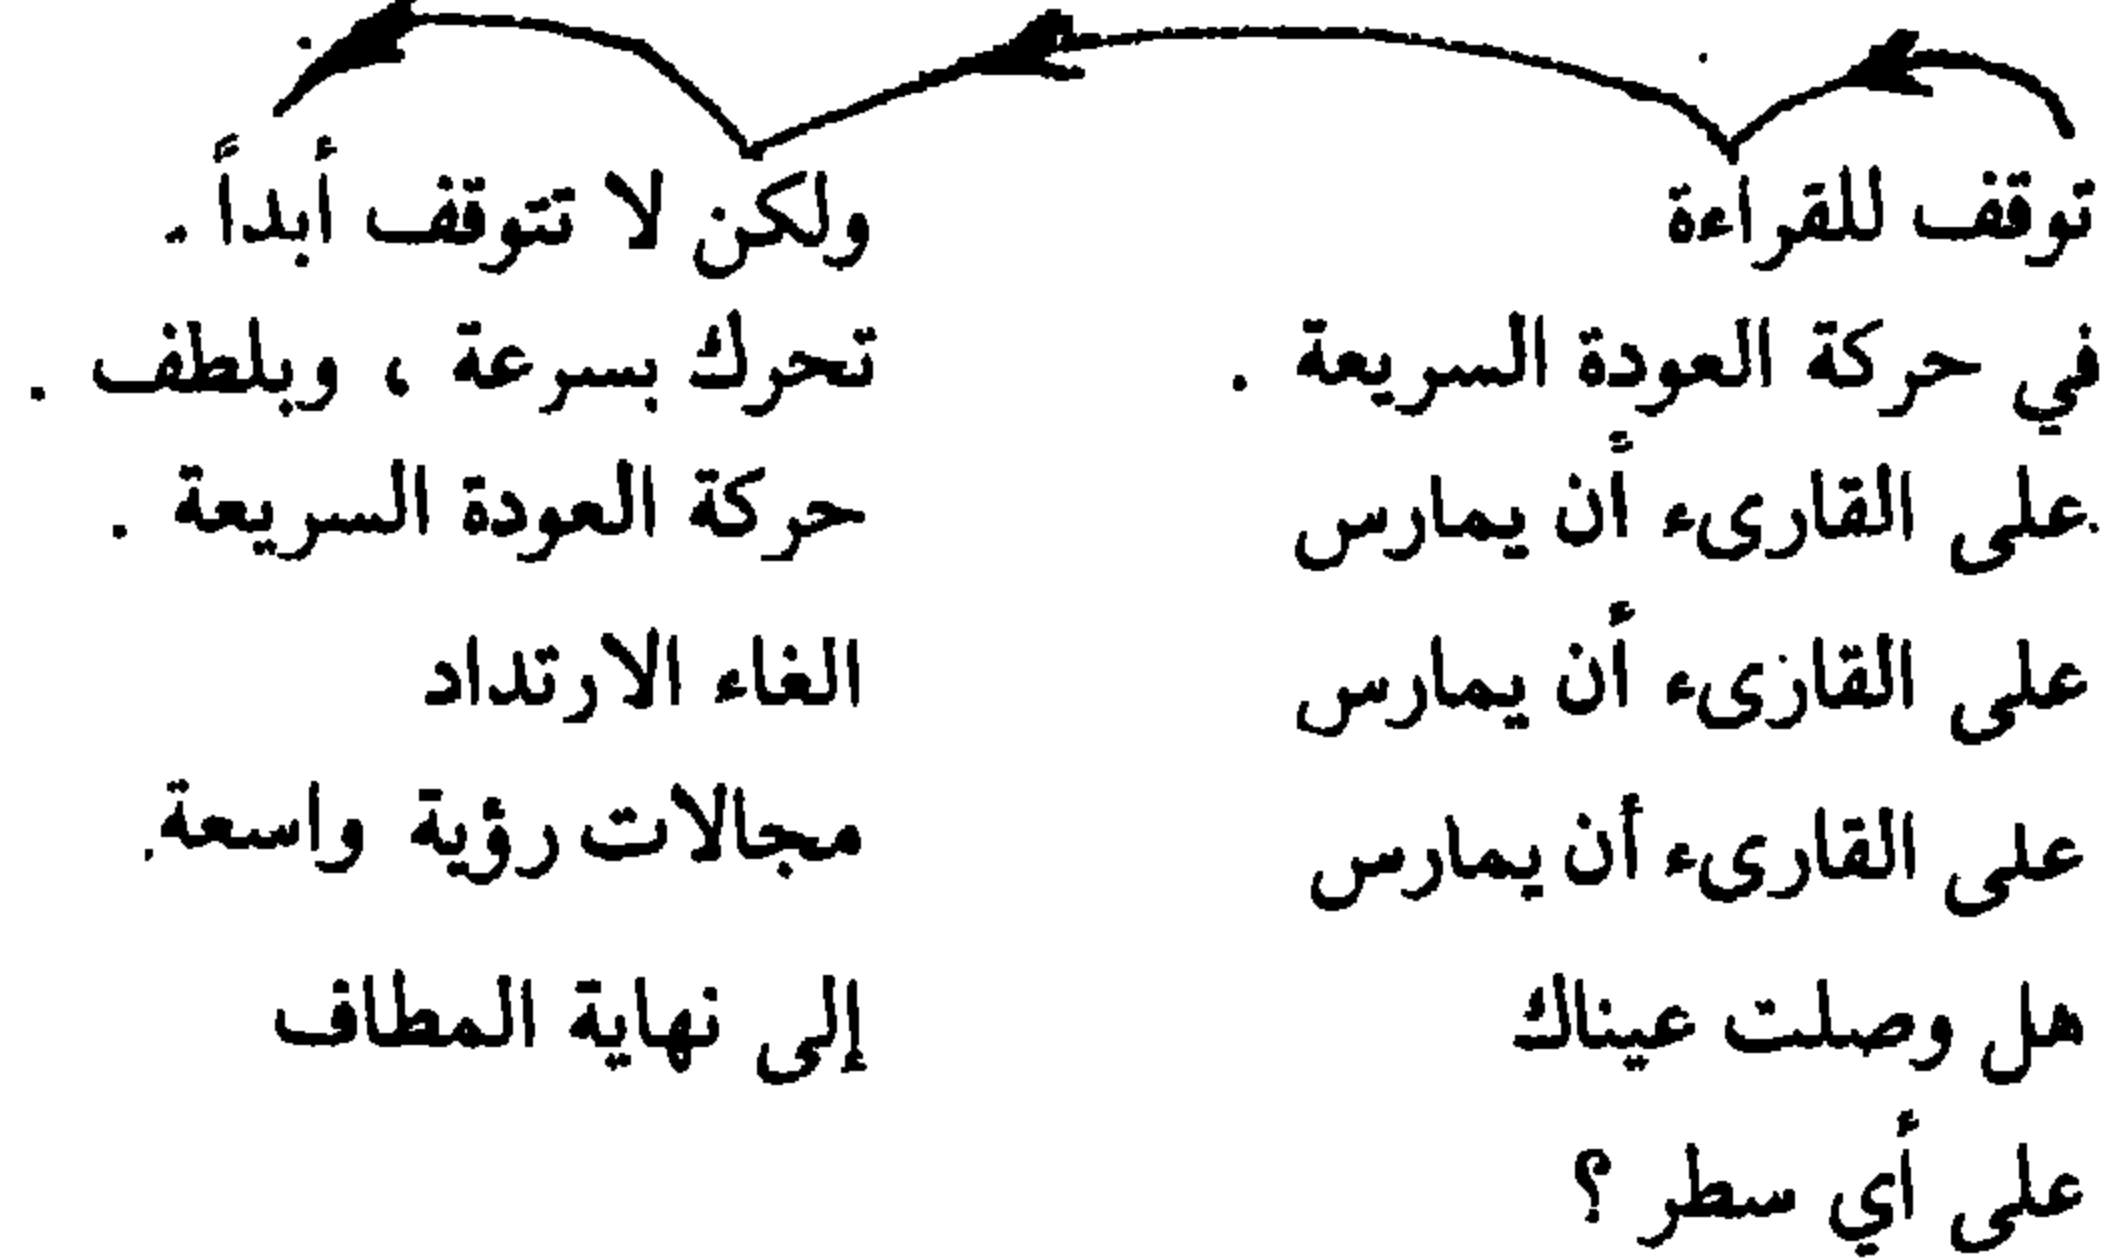 توقف للقراءة ولكن لا تتوقف أبداً .
في حركة العودة السريعة . تحرك بسرعة ، وبلطف .
على القارىء أن يمارس حركة العودة السريعة .
على القازىء أن يمارس الغاء الارتداد
على القارىء أن يمارس مجالات رؤية واسعة .
هل وصلت عيناك إلى نهاية المطاف
على أي سطر ؟